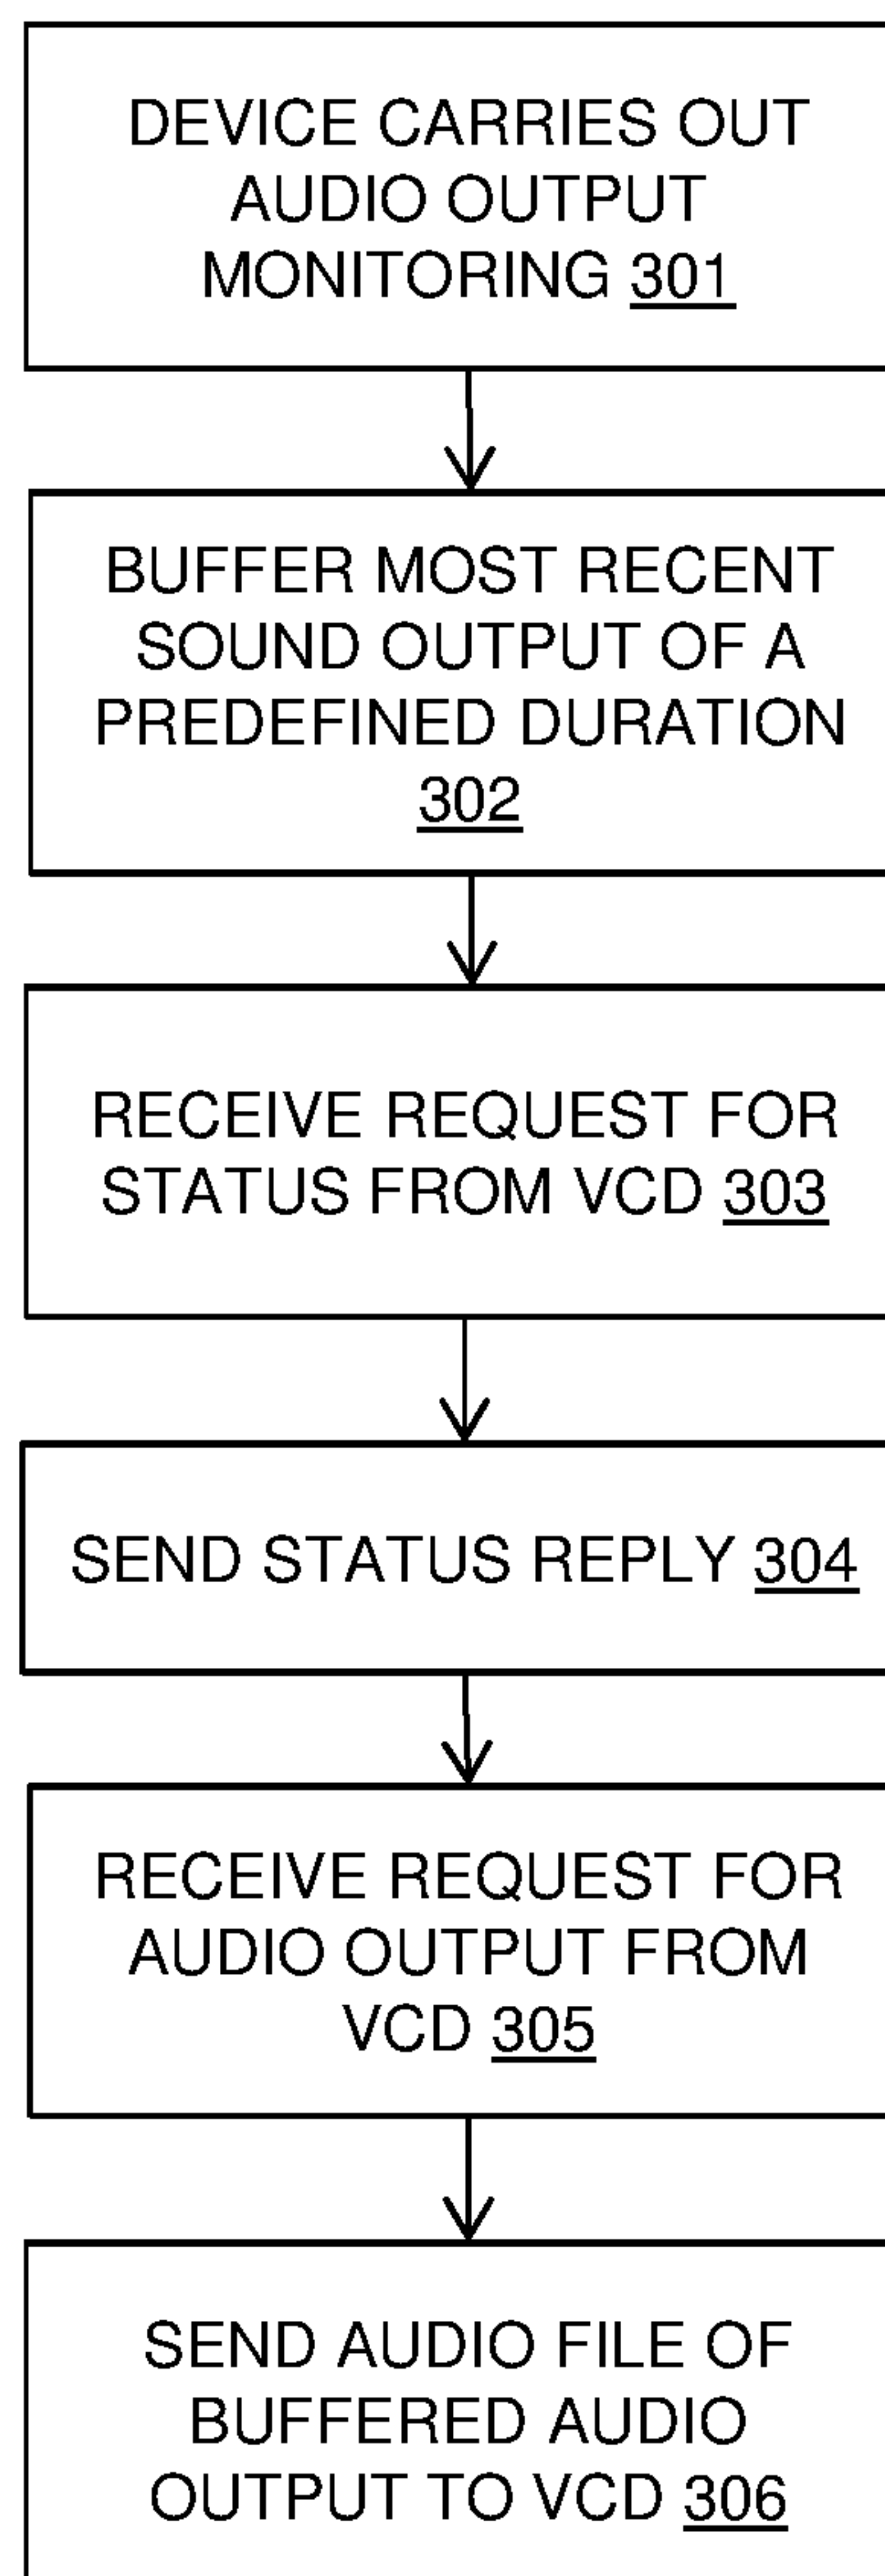 DEVICE CARRIES OUT
AUDIO OUTPUT
MONITORING 301
BUFFER MOST RECENT
SOUND OUTPUT OF A
PREDEFINED DURATION
302
RECEIVE REQUEST FOR
STATUS FROM VCD 303
SEND STATUS REPLY 304
RECEIVE REQUEST FOR
AUDIO OUTPUT FROM
VCD 305
SEND AUDIO FILE OF
BUFFERED AUDIO
OUTPUT TO VCD 306